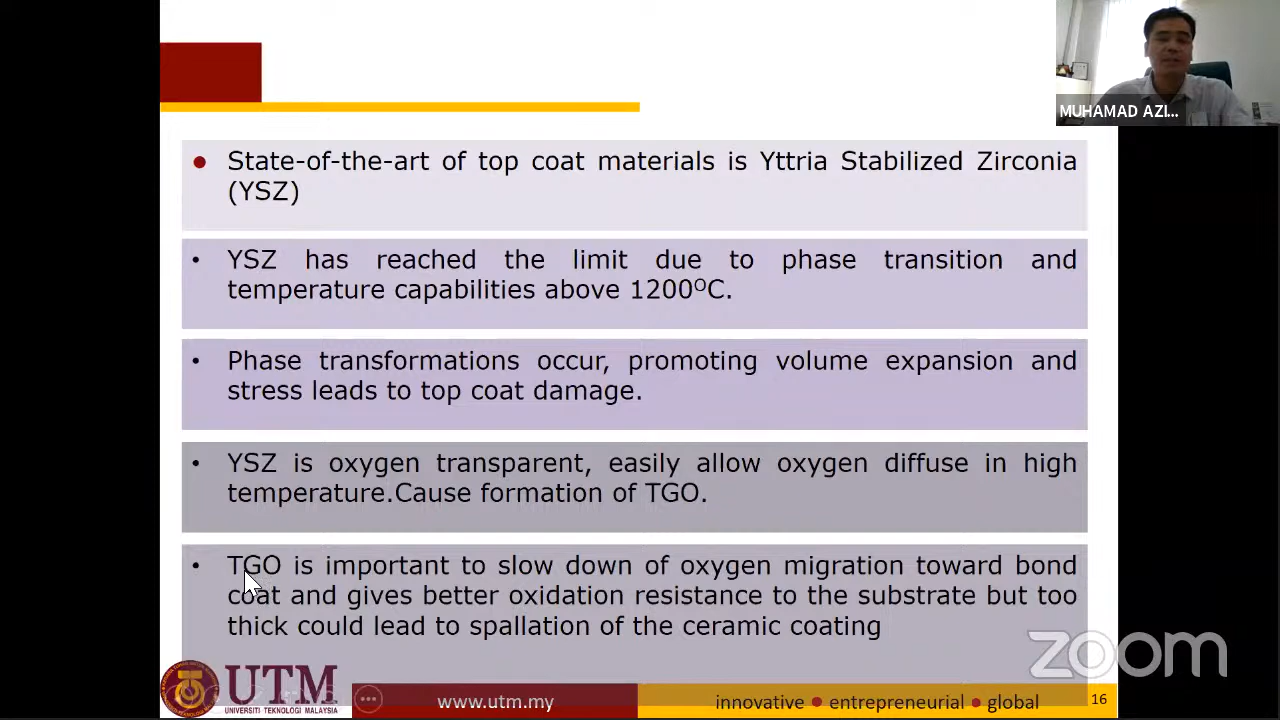 MUHAMAD AZI...
● State-of-the-art of top coat materials is Yttria Stabilized Zirconia
(YSZ)
• YSZ has reached the limit due to phase transition and
temperature capabilities above 1200ᴼC.
• Phase transformations occur, promoting volume expansion and
stress leads to top coat damage.
• YSZ is oxygen transparent, easily allow oxygen diffuse in high
temperature.Cause formation of TGO.
• TGO is important to slow down of oxygen migration toward bond
coat and gives better oxidation resistance to the substrate but too
thick could lead to spallation of the ceramic coating
zoom
UTM
UNIVERSITI TEKNOLOGI MALAYSIA
www.utm.my
innovative ● entrepreneurial ● global
16